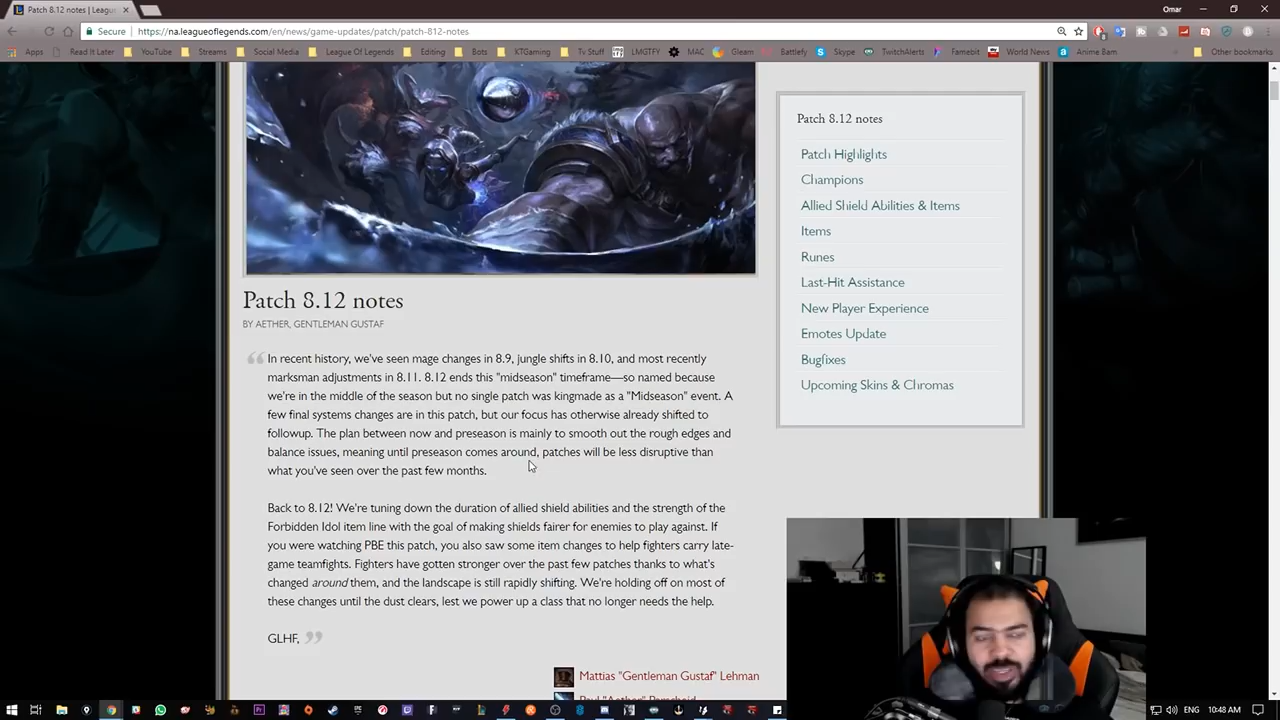 Patch 8.12 notes | Leagu
Omar
Secure
https://na.leagueoflegends.com/en/news/game-updates/patch/patch-812-notes
Apps
Read It Later
YouTube
Streams
Social Media
League Of Legends
Editing
Bots
XTGaming
Tv Stuff
LMGTFY
MAC
Gleam
Battlefy
Skype
TwitchAlerts
Famebit
World News
Anime Bam
Other bookmarks
Patch 8.12 notes
Patch Highlights
Champions
Allied Shield Abilities & Items
Items
Runes
Last-Hit Assistance
New Player Experience
Emotes Update
Bugfixes
Upcoming Skins & Chromas
Patch 8.12 notes
BY AETHER, GENTLEMAN GUSTAF
In recent history, we've seen mage changes in 8.9, jungle shifts in 8.10, and most recently
marksman adjustments in 8.11. 8.12 ends this "midseason" timeframe—so named because
we're in the middle of the season but no single patch was kingmade as a "Midseason" event. A
few final systems changes are in this patch, but our focus has otherwise already shifted to
followup. The plan between now and preseason is mainly to smooth out the rough edges and
balance issues, meaning until preseason comes around, patches will be less disruptive than
what you've seen over the past few months.
Back to 8.12! We're tuning down the duration of allied shield abilities and the strength of the
Forbidden Idol item line with the goal of making shields fairer for enemies to play against. If
you were watching PBE this patch, you also saw some item changes to help fighters carry late-
game teamfights. Fighters have gotten stronger over the past few patches thanks to what's
changed around them, and the landscape is still rapidly shifting. We're holding off on most of
these changes until the dust clears, lest we power up a class that no longer needs the help.
GLHF,
Mattias "Gentleman Gustaf" Lehman
ENG
10:48 AM